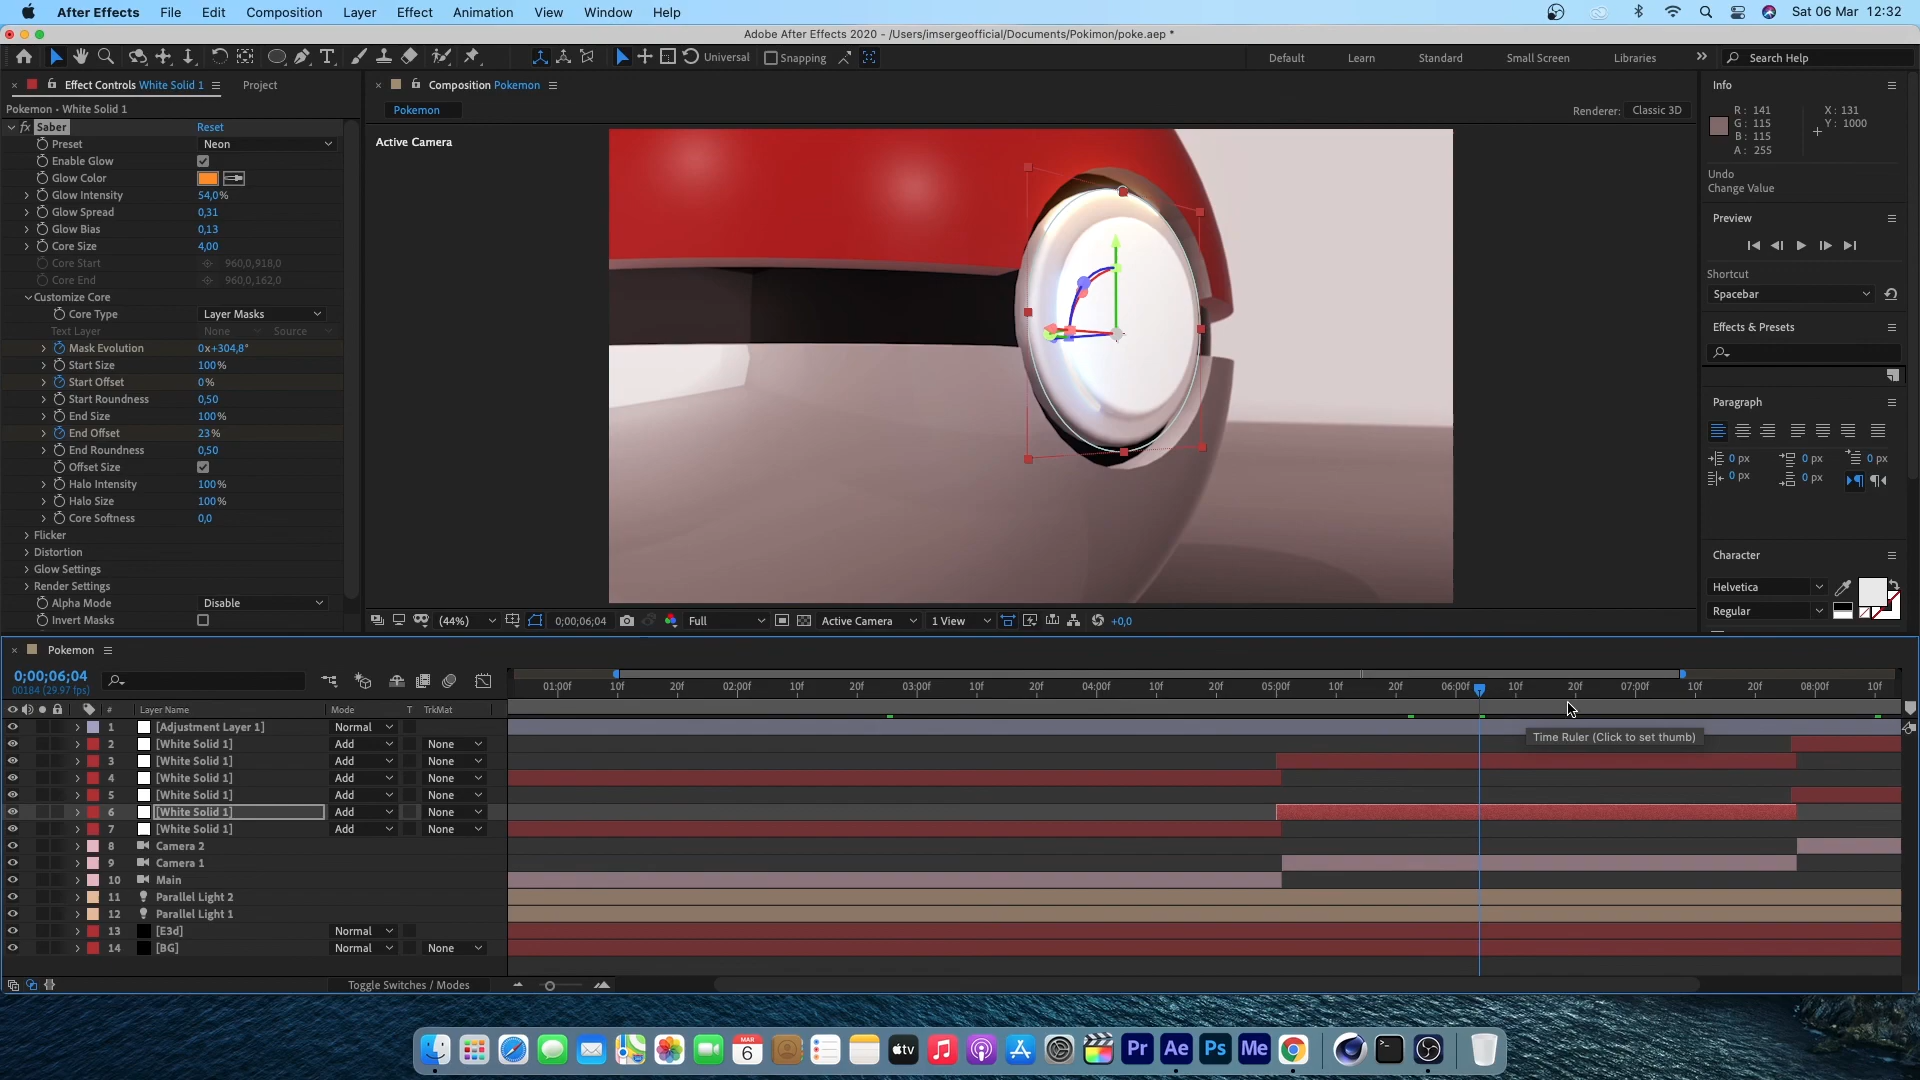 After Effects File Edit Composition Layer Effect Animation View Window Help Sat 06 Mar 12:32
Adobe After Effects 2020 - /Users/imsergeofficial/Documents/Pokimon/poke.aep *
Universal Snapping Default Learn Standard Small Screen Libraries Search Help
Effect Controls White Solid 1 Project
Pokemon • White Solid 1
fx Saber Reset
Preset Neon
Enable Glow
Glow Color
Glow Intensity 54,0%
Glow Spread 0,31
Glow Bias 0,13
Core Size 4,00
Core Start 960,0,918,0
Core End 960,0,162,0
Customize Core
Core Type Layer Masks
Text Layer None Source
Mask Evolution 0x+304,8°
Start Size 100%
Start Offset 0%
Start Roundness 0,50
End Size 100%
End Offset 23%
End Roundness 0,50
Offset Size
Halo Intensity 100%
Halo Size 100%
Core Softness 0,0
Flicker
Distortion
Glow Settings
Render Settings
Alpha Mode Disable
Invert Masks
Composition Pokemon
Pokemon
Renderer: Classic 3D
Active Camera
(44%) 0;00;06;04 Full Active Camera 1 View +0,0
Info
R: 141 X: 131
G: 115 Y: 1000
B: 115
A: 255
Undo
Change Value
Preview
Shortcut
Spacebar
Effects & Presets
Paragraph
0 px 0 px 0 px
0 px 0 px
Character
Helvetica
Regular
Pokemon
0;00;06;04
00184 (29.97 fps)
01:00f 10f 20f 02:00f 10f 20f 03:00f 10f 20f 04:00f 10f 20f 05:00f 10f 20f 06:00f 10f 20f 07:00f 10f 20f 08:00f 10f
# Layer Name Mode T TrkMat
1 [Adjustment Layer 1] Normal
2 [White Solid 1] Add None
3 [White Solid 1] Add None
4 [White Solid 1] Add None
5 [White Solid 1] Add None
6 [White Solid 1] Add None
7 [White Solid 1] Add None
8 Camera 2
9 Camera 1
10 Main
11 Parallel Light 2
12 Parallel Light 1
13 [E3d] Normal
14 [BG] Normal None
Time Ruler (Click to set thumb)
Toggle Switches / Modes
MAR
6
tv
Pr Ae Ps Me